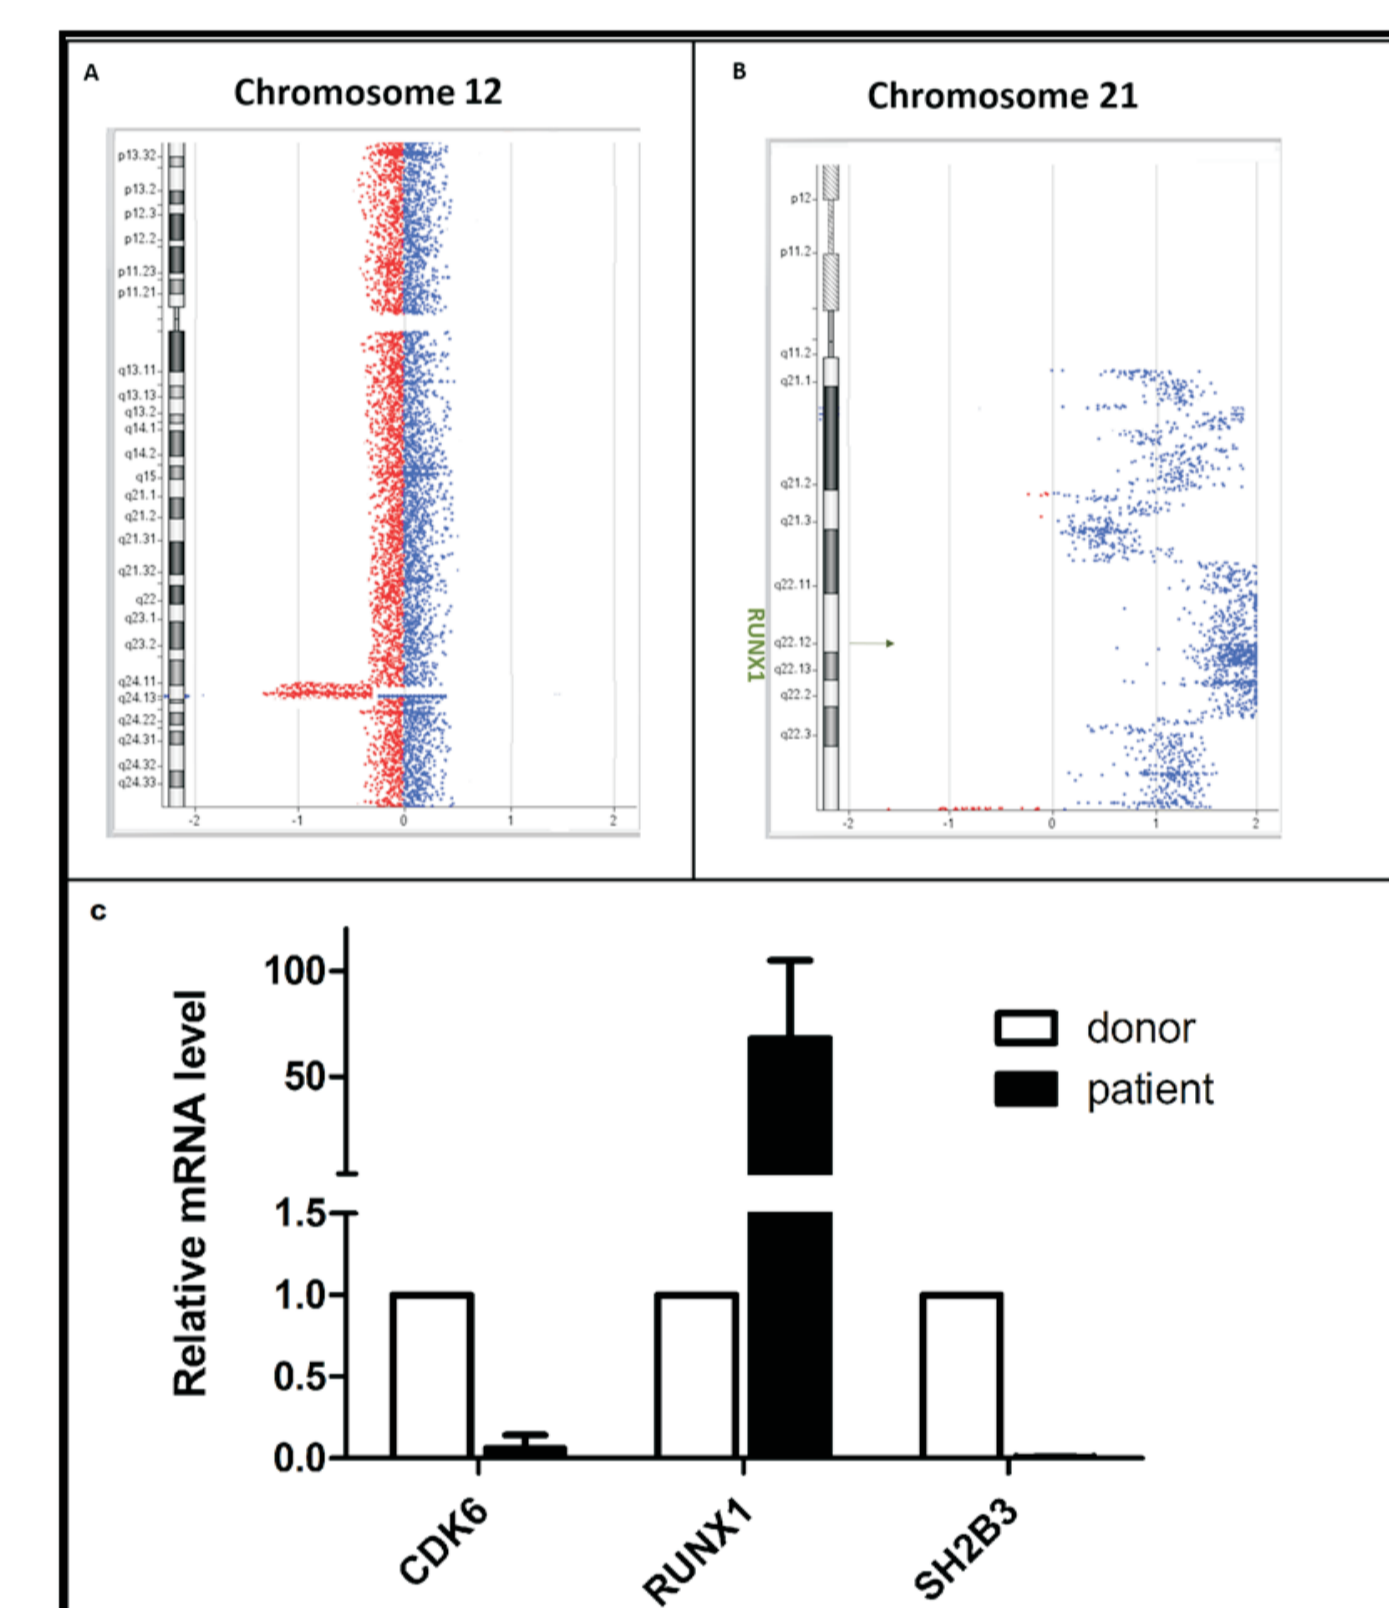 A
Chromosome 12
p13.32
p13.2
p12.3
p12.2
p11.23
p11.21
q13.11
q13.13
q13.2
q14.1
q14.2
q15
q21.1
q21.2
q21.31
q21.32
q22
q23.1
q23.2
q24.11
q24.13
q24.22
q24.31
q24.32
q24.33
-2 -1 0 1 2
B
Chromosome 21
p12
p11.2
q11.2
q21.1
q21.2
q21.3
q22.11
q22.12
q22.13
q22.2
q22.3
RUNX1
-2 -1 0 1 2
c
Relative mRNA level
100
50
1.5
1.0
0.5
0.0
CDK6
RUNX1
SH2B3
donor
patient